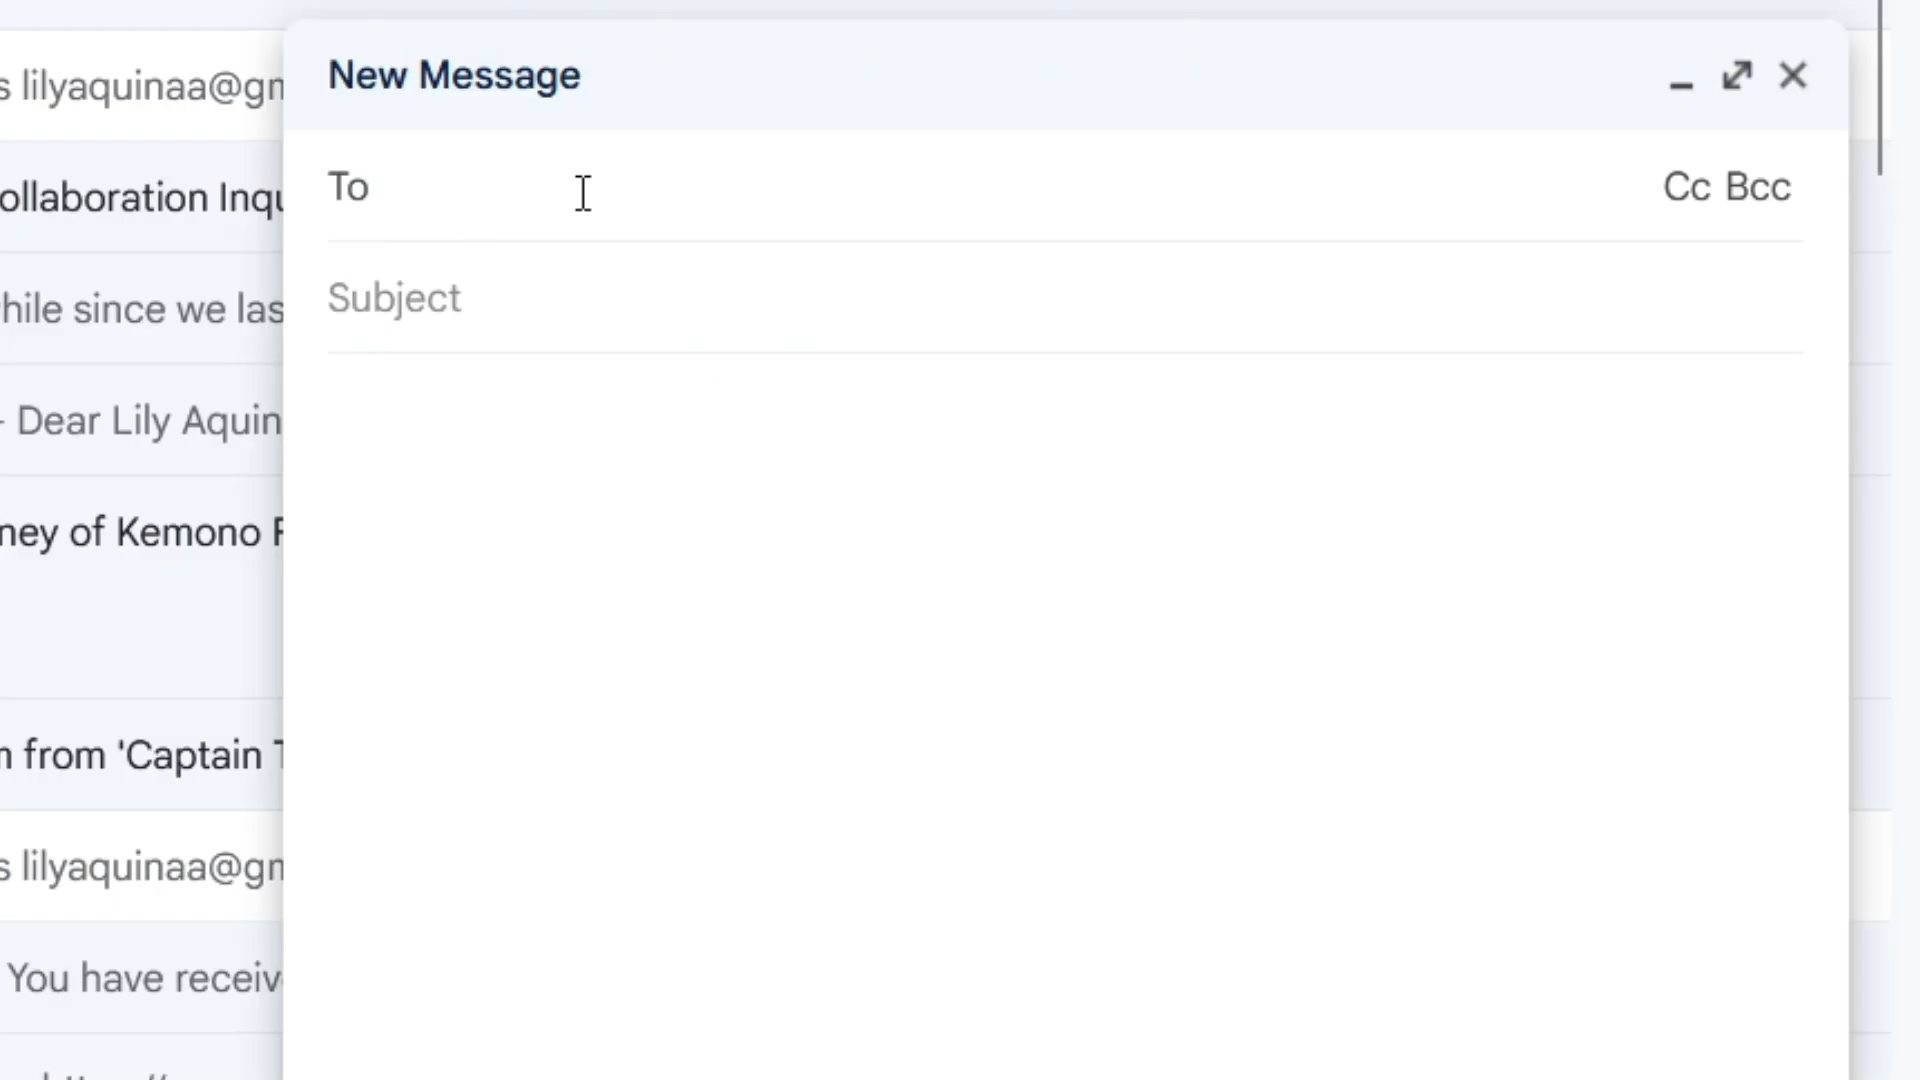 New Message
s lilyaquinaa@gm
To
Cc Bcc
ollaboration Inqu
Subject
hile since we las
- Dear Lily Aquin
ney of Kemono F
n from 'Captain T
s lilyaquinaa@gm
You have receiv